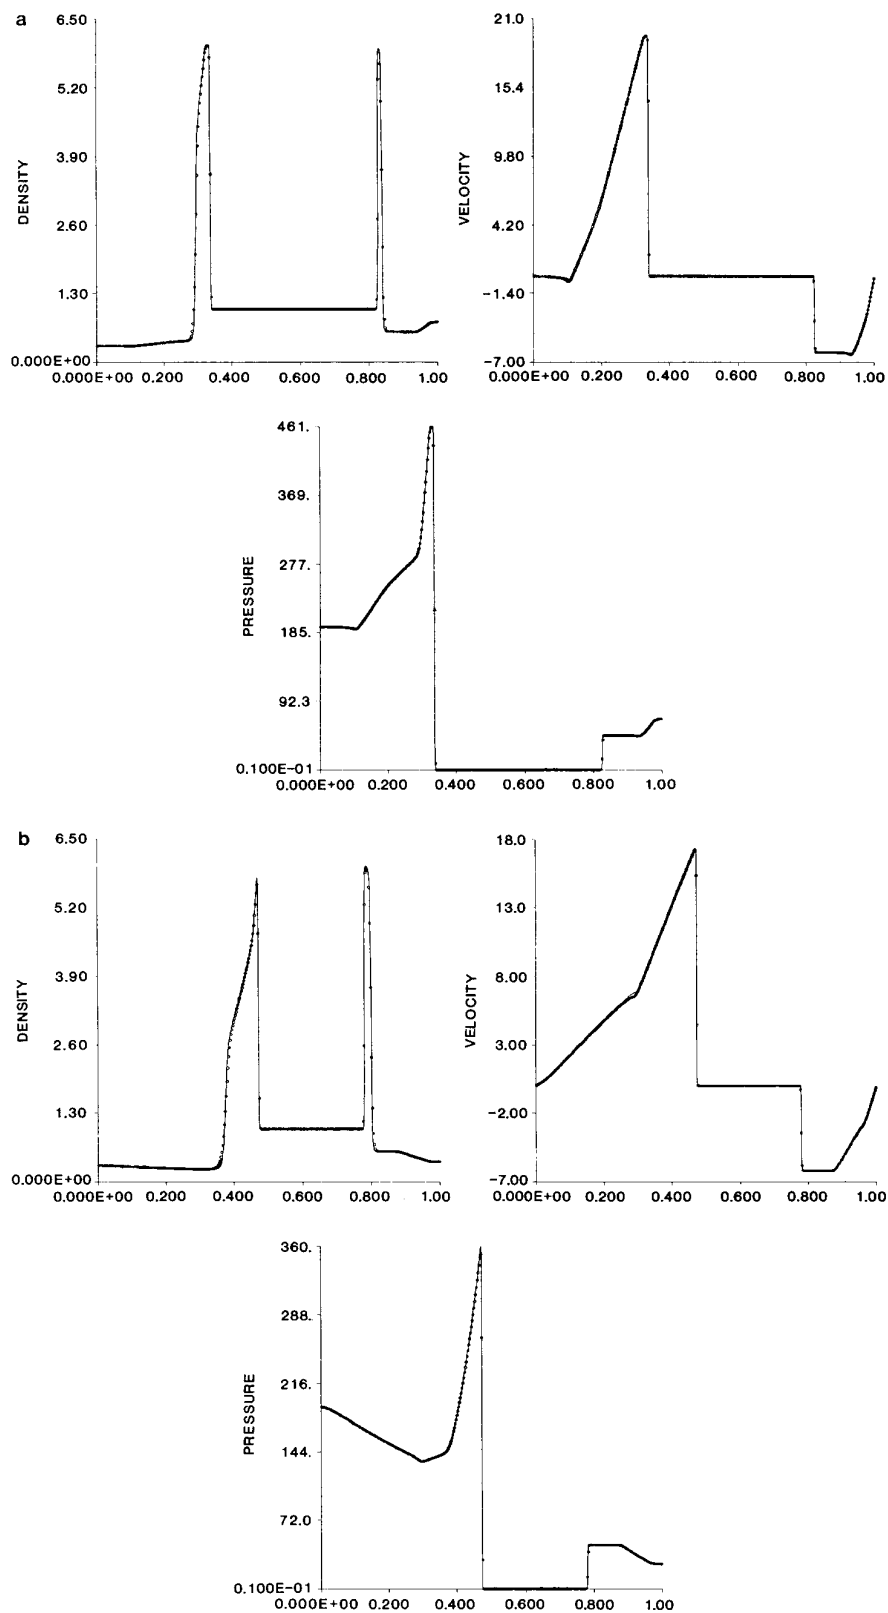 a
6.50
5.20
3.90
2.60
1.30
0.000E+00
DENSITY
0.000E+00 0.200 0.400 0.600 0.800 1.00
21.0
15.4
9.80
4.20
-1.40
-7.00
VELOCITY
0.000E+00 0.200 0.400 0.600 0.800 1.00
461.
369.
277.
185.
92.3
0.100E-01
PRESSURE
0.000E+00 0.200 0.400 0.600 0.800 1.00
b
6.50
5.20
3.90
2.60
1.30
0.000E+00
DENSITY
0.000E+00 0.200 0.400 0.600 0.800 1.00
18.0
13.0
8.00
3.00
-2.00
-7.00
VELOCITY
0.000E+00 0.200 0.400 0.600 0.800 1.00
360.
288.
216.
144.
72.0
0.100E-01
PRESSURE
0.000E+00 0.200 0.400 0.600 0.800 1.00